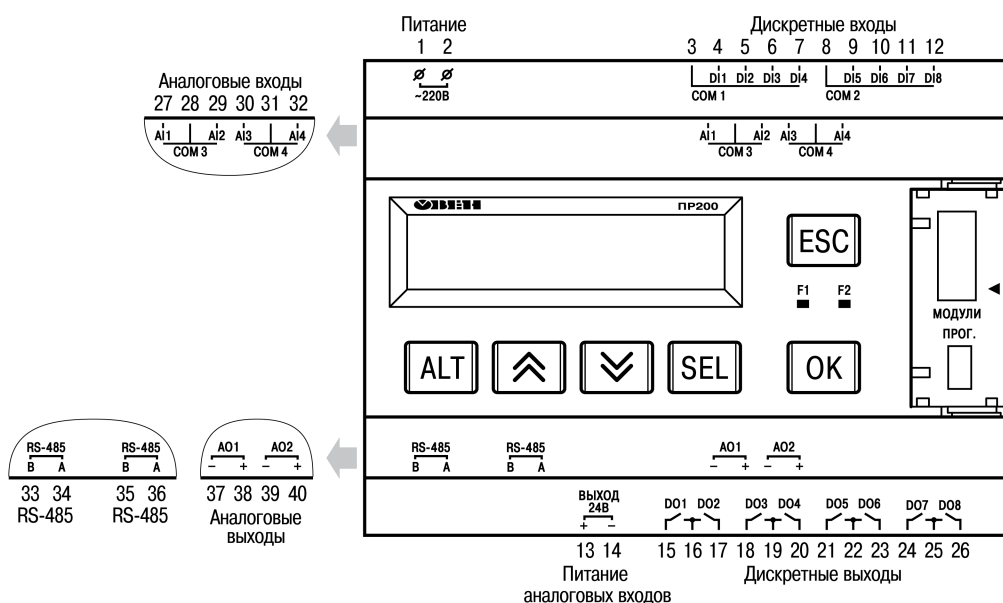 Питание
1 2
Дискретные входы
3 4 5 6 7 8 9 10 11 12
~220В
DI1 DI2 DI3 DI4
COM 1
DI5 DI6 DI7 DI8
COM 2
Аналоговые входы
27 28 29 30 31 32
AI1 AI2 AI3 AI4
COM 3 COM 4
AI1 AI2 AI3 AI4
COM 3 COM 4
ОВЕН
ПР200
ESC
F1 F2
МОДУЛИ
ПРОГ.
ALT
SEL
OK
RS-485 RS-485
B A B A
33 34 35 36
RS-485 RS-485
AO1 AO2
– + – +
37 38 39 40
Аналоговые
выходы
RS-485 RS-485
B A B A
AO1 AO2
– + – +
ВЫХОД
24В
+ –
DO1 DO2 DO3 DO4 DO5 DO6 DO7 DO8
13 14 15 16 17 18 19 20 21 22 23 24 25 26
Питание
аналоговых входов
Дискретные выходы